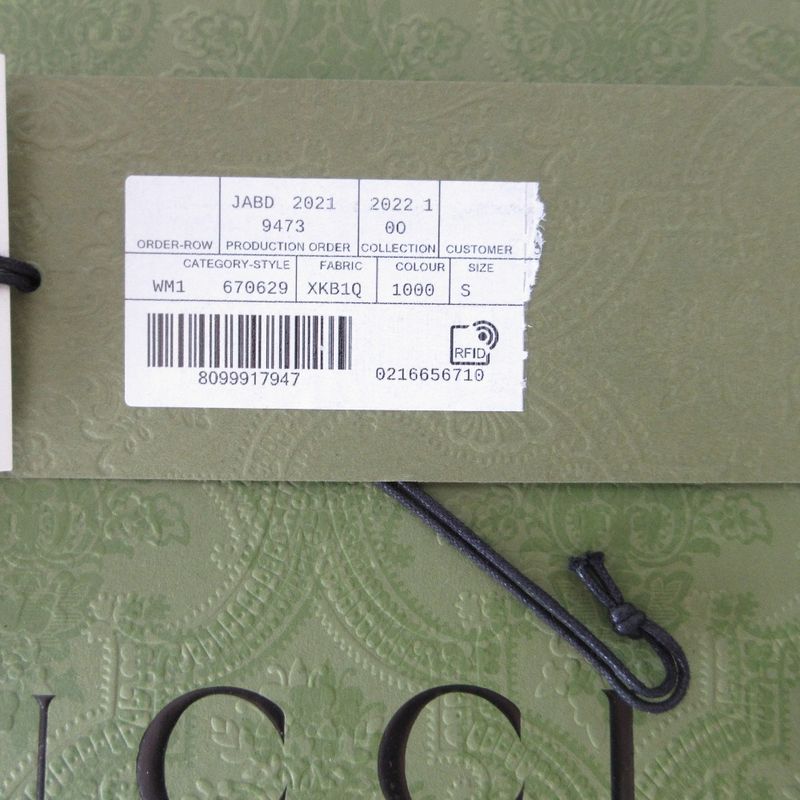 JABD 2021 2022 1
9473 00
ORDER-ROW PRODUCTION ORDER COLLECTION CUSTOMER
CATEGORY-STYLE FABRIC COLOUR SIZE
WM1 670629 XKB1Q 1000 S
RFID
8099917947 0216656710
UCCI